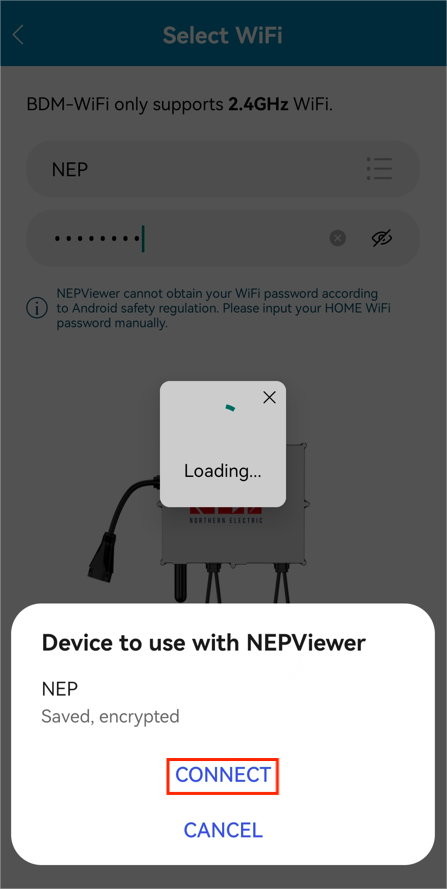 Select WiFi
BDM-WiFi only supports 2.4GHz WiFi.
NEP
••••••••
NEPViewer cannot obtain your WiFi password according
to Android safety regulation. Please input your HOME WiFi
password manually.
Loading...
NORTHERN ELECTRIC
Device to use with NEPViewer
NEP
Saved, encrypted
CONNECT
CANCEL